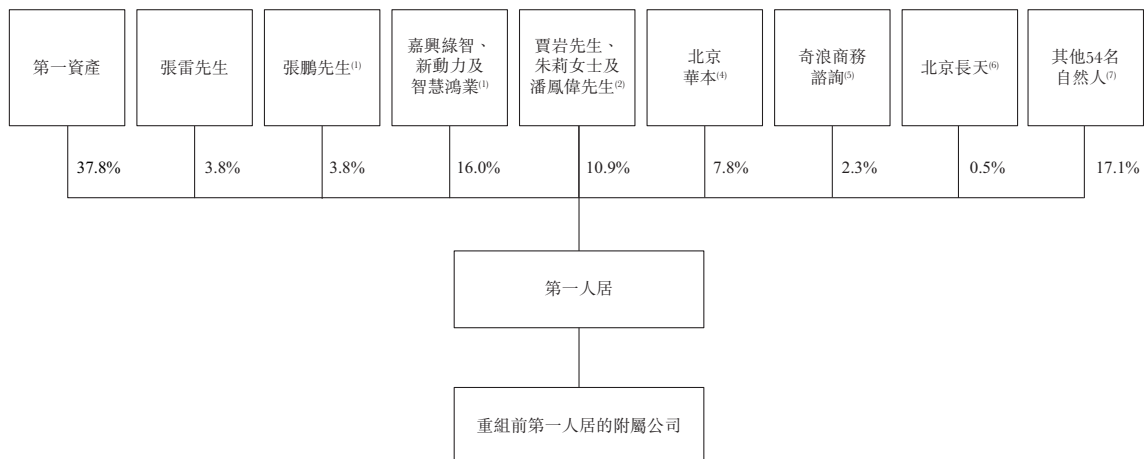 第一資產
張雷先生
張鵬先生(1)
嘉興綠智、
新動力及
智慧鴻業(1)
賈岩先生、
朱莉女士及
潘鳳偉先生(2)
北京
華本(4)
奇浪商務
諮詢(5)
北京長天(6)
其他54名
自然人(7)
37.8%
3.8%
3.8%
16.0%
10.9%
7.8%
2.3%
0.5%
17.1%
第一人居
重組前第一人居的附屬公司